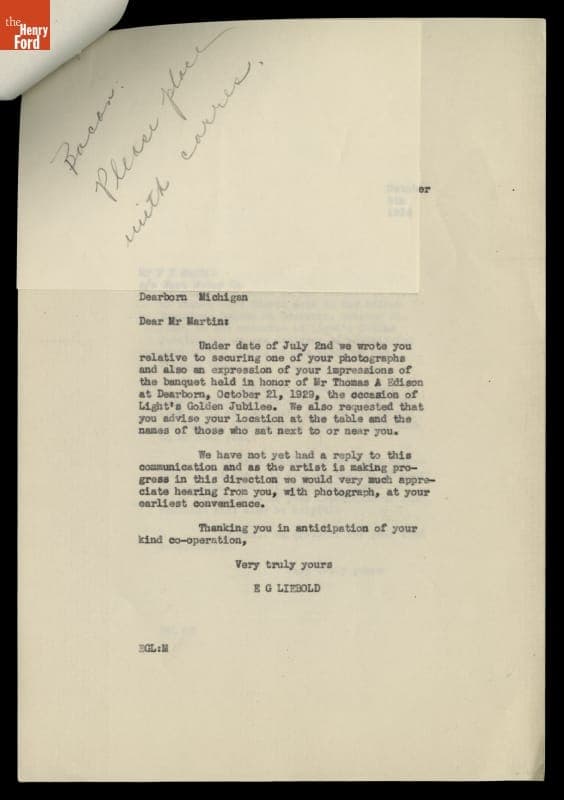 the
Henry
Ford
Bacon.
Please place
with corres.
er
Dearborn Michigan
Dear Mr Martin:
Under date of July 2nd we wrote you
relative to securing one of your photographs
and also an expression of your impressions of
the banquet held in honor of Mr Thomas A Edison
at Dearborn, October 21, 1929, the occasion of
Light's Golden Jubilee. We also requested that
you advise your location at the table and the
names of those who sat next to or near you.
We have not yet had a reply to this
communication and as the artist is making pro-
gress in this direction we would very much appre-
ciate hearing from you, with photograph, at your
earliest convenience.
Thanking you in anticipation of your
kind co-operation,
Very truly yours
E G LIEBOLD
EGL:M